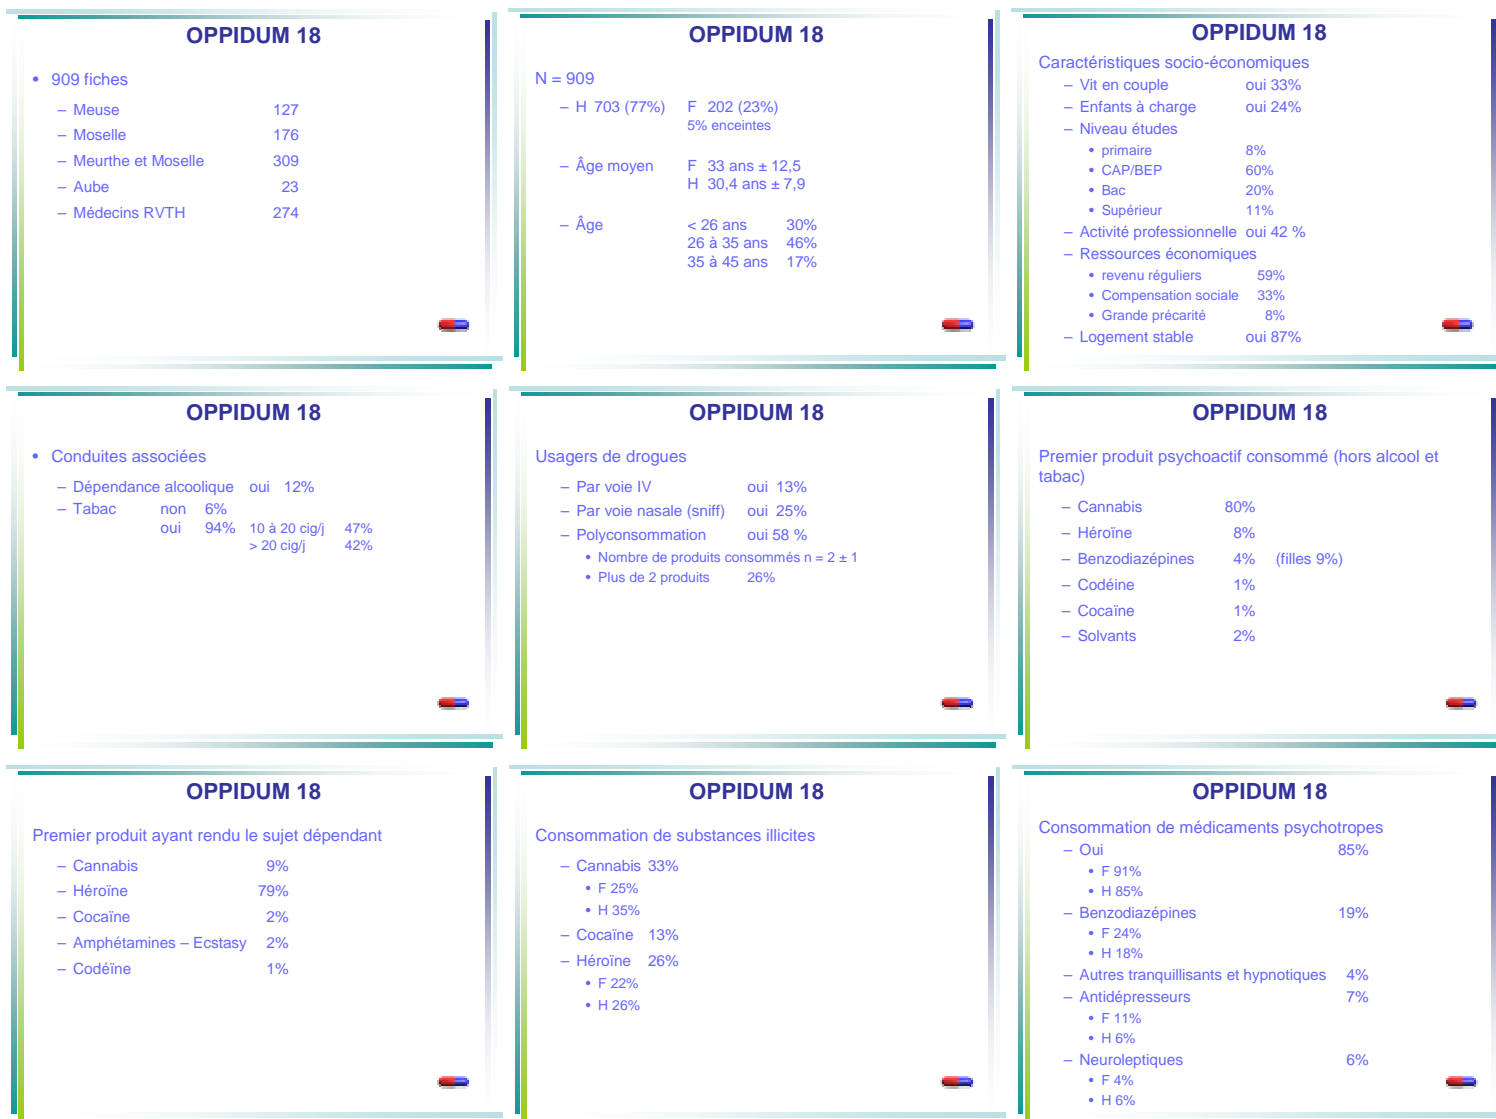 OPPIDUM 18
• 909 fiches
– Meuse 127
– Moselle 176
– Meurthe et Moselle 309
– Aube 23
– Médecins RVTH 274
OPPIDUM 18
N = 909
– H 703 (77%) F 202 (23%)
5% enceintes
– Âge moyen F 33 ans ± 12,5
H 30,4 ans ± 7,9
– Âge < 26 ans 30%
26 à 35 ans 46%
35 à 45 ans 17%
OPPIDUM 18
Caractéristiques socio-économiques
– Vit en couple oui 33%
– Enfants à charge oui 24%
– Niveau études
• primaire 8%
• CAP/BEP 60%
• Bac 20%
• Supérieur 11%
– Activité professionnelle oui 42 %
– Ressources économiques
• revenu réguliers 59%
• Compensation sociale 33%
• Grande précarité 8%
– Logement stable oui 87%
OPPIDUM 18
• Conduites associées
– Dépendance alcoolique oui 12%
– Tabac non 6%
oui 94% 10 à 20 cig/j 47%
> 20 cig/j 42%
OPPIDUM 18
Usagers de drogues
– Par voie IV oui 13%
– Par voie nasale (sniff) oui 25%
– Polyconsommation oui 58 %
• Nombre de produits consommés n = 2 ± 1
• Plus de 2 produits 26%
OPPIDUM 18
Premier produit psychoactif consommé (hors alcool et
tabac)
– Cannabis 80%
– Héroïne 8%
– Benzodiazépines 4% (filles 9%)
– Codéine 1%
– Cocaïne 1%
– Solvants 2%
OPPIDUM 18
Premier produit ayant rendu le sujet dépendant
– Cannabis 9%
– Héroïne 79%
– Cocaïne 2%
– Amphétamines – Ecstasy 2%
– Codéïne 1%
OPPIDUM 18
Consommation de substances illicites
– Cannabis 33%
• F 25%
• H 35%
– Cocaïne 13%
– Héroïne 26%
• F 22%
• H 26%
OPPIDUM 18
Consommation de médicaments psychotropes
– Oui 85%
• F 91%
• H 85%
– Benzodiazépines 19%
• F 24%
• H 18%
– Autres tranquillisants et hypnotiques 4%
– Antidépresseurs 7%
• F 11%
• H 6%
– Neuroleptiques 6%
• F 4%
• H 6%